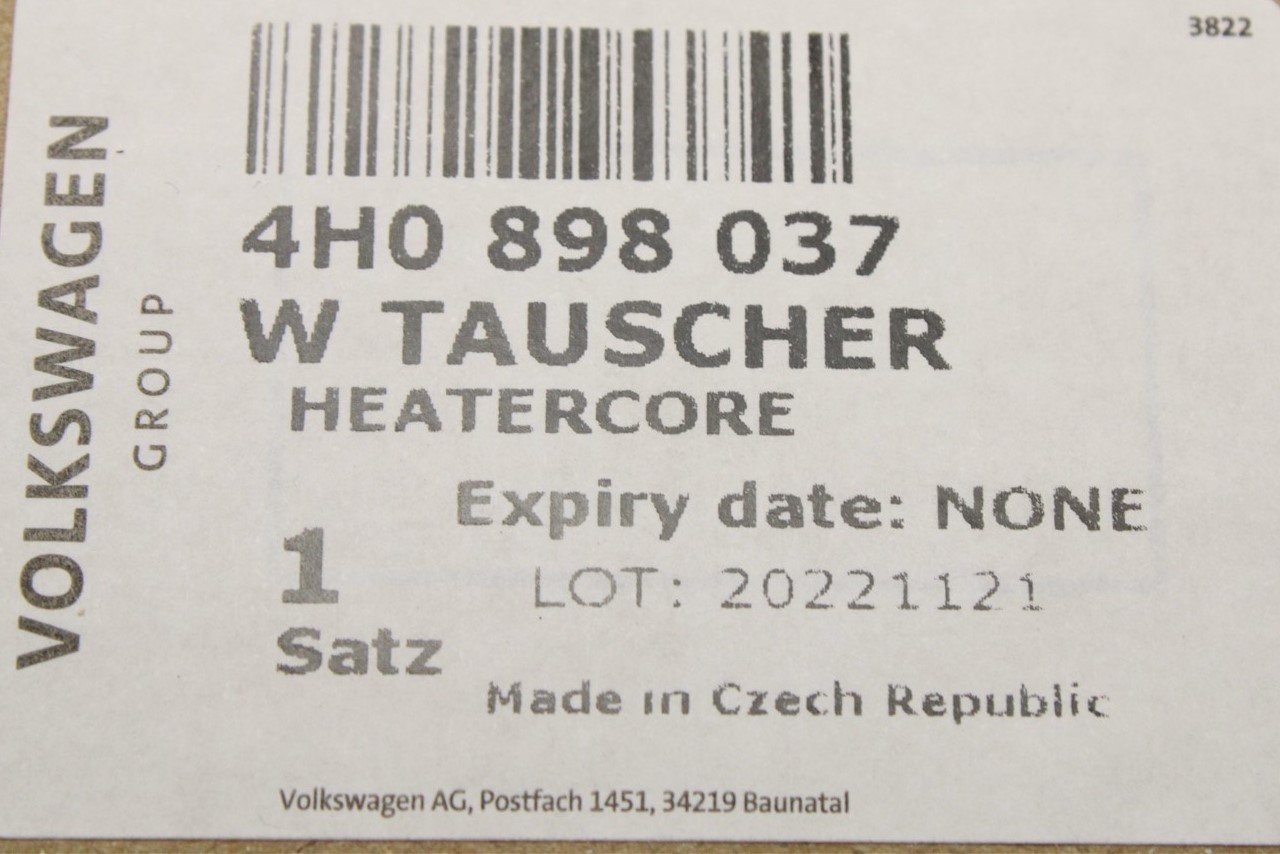 3822
VOLKSWAGEN
GROUP
4H0 898 037
W TAUSCHER
HEATERCORE
Expiry date: NONE
1
LOT: 20221121
Satz
Made in Czech Republic
Volkswagen AG, Postfach 1451, 34219 Baunatal